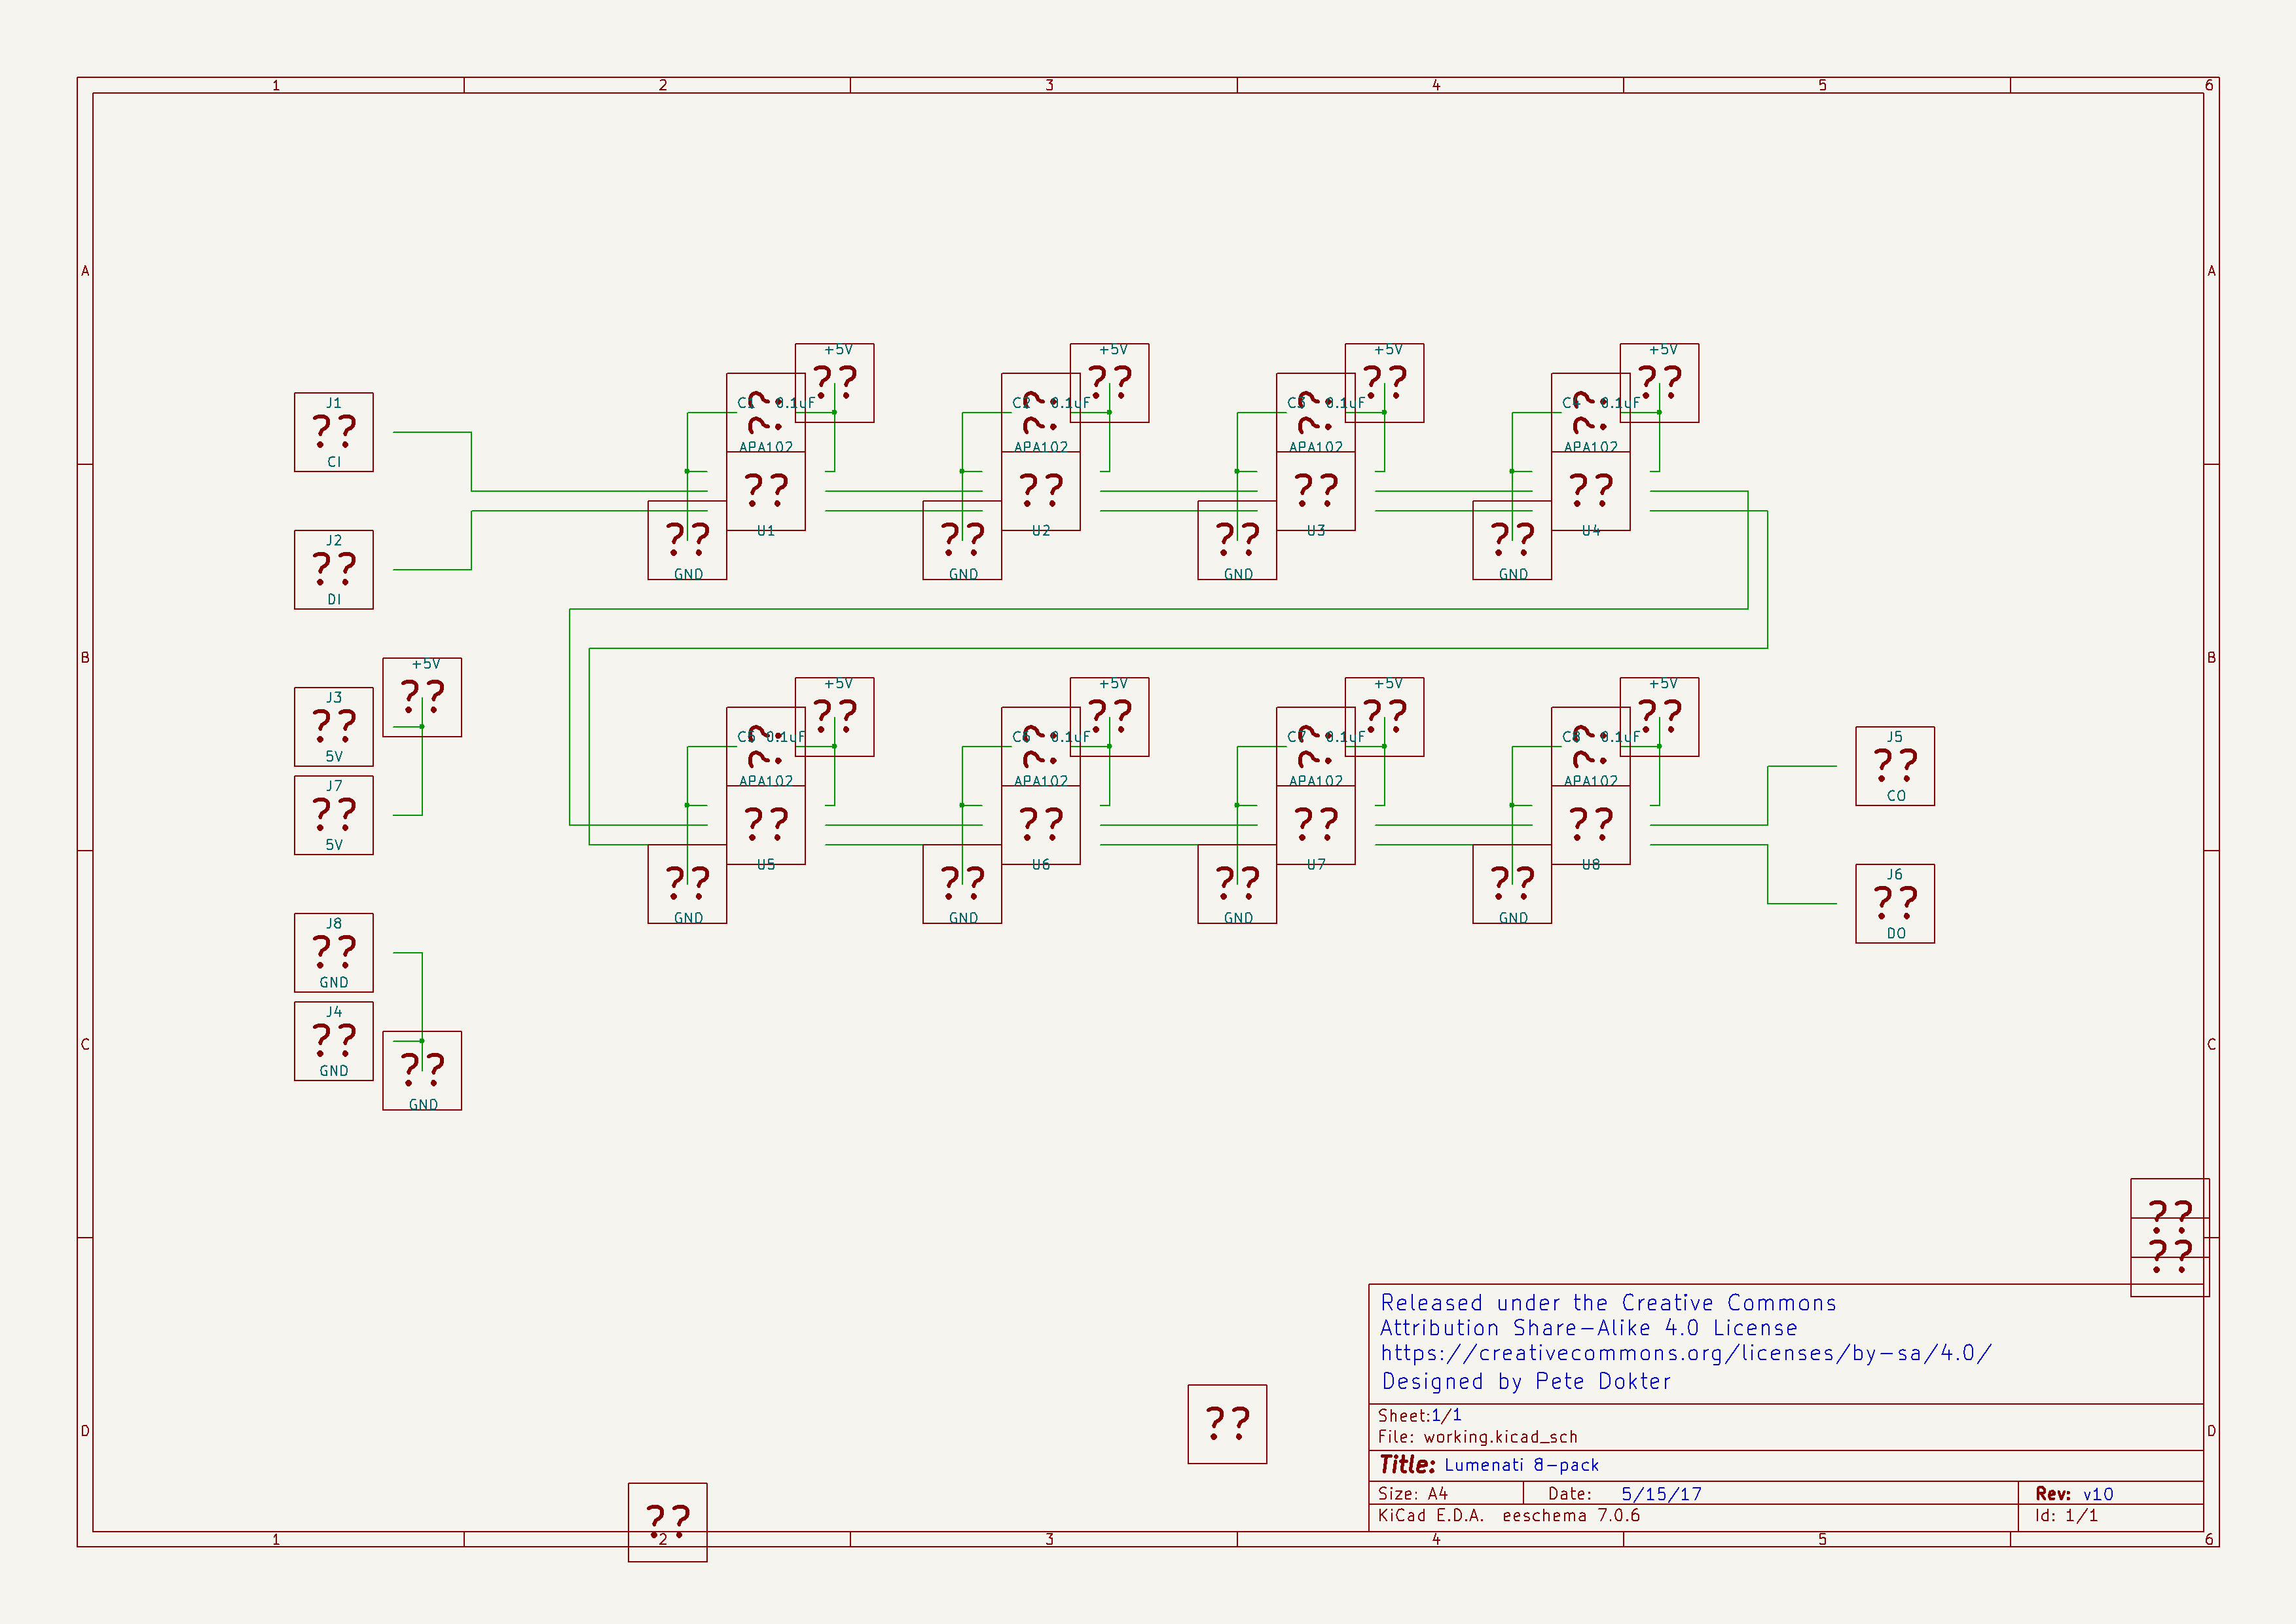 1 2 3 4 5 6
A A
+5V +5V +5V +5V
?? ?? ?? ??
?? ?? ?? ??
J1
??
CI
C1 0.1uF C2 0.1uF C3 0.1uF C4 0.1uF
APA102 APA102 APA102 APA102
?? ?? ?? ??
U1 U2 U3 U4
?? ?? ?? ??
GND GND GND GND
J2
??
DI
B B
+5V
??
J3
??
5V
J7
??
5V
+5V +5V +5V +5V
?? ?? ?? ??
?? ?? ?? ??
C5 0.1uF C6 0.1uF C7 0.1uF C8 0.1uF
APA102 APA102 APA102 APA102
?? ?? ?? ??
U5 U6 U7 U8
?? ?? ?? ??
GND GND GND GND
J5
??
CO
J6
??
DO
J8
??
GND
J4
??
GND
C C
??
GND
??
??
Released under the Creative Commons
Attribution Share-Alike 4.0 License
https://creativecommons.org/licenses/by-sa/4.0/
Designed by Pete Dokter
??
Sheet:1/1
File: working.kicad_sch
D D
Title: Lumenati 8-pack
Size: A4 Date: 5/15/17 Rev: v10
KiCad E.D.A. eeschema 7.0.6 Id: 1/1
??
1 2 3 4 5 6